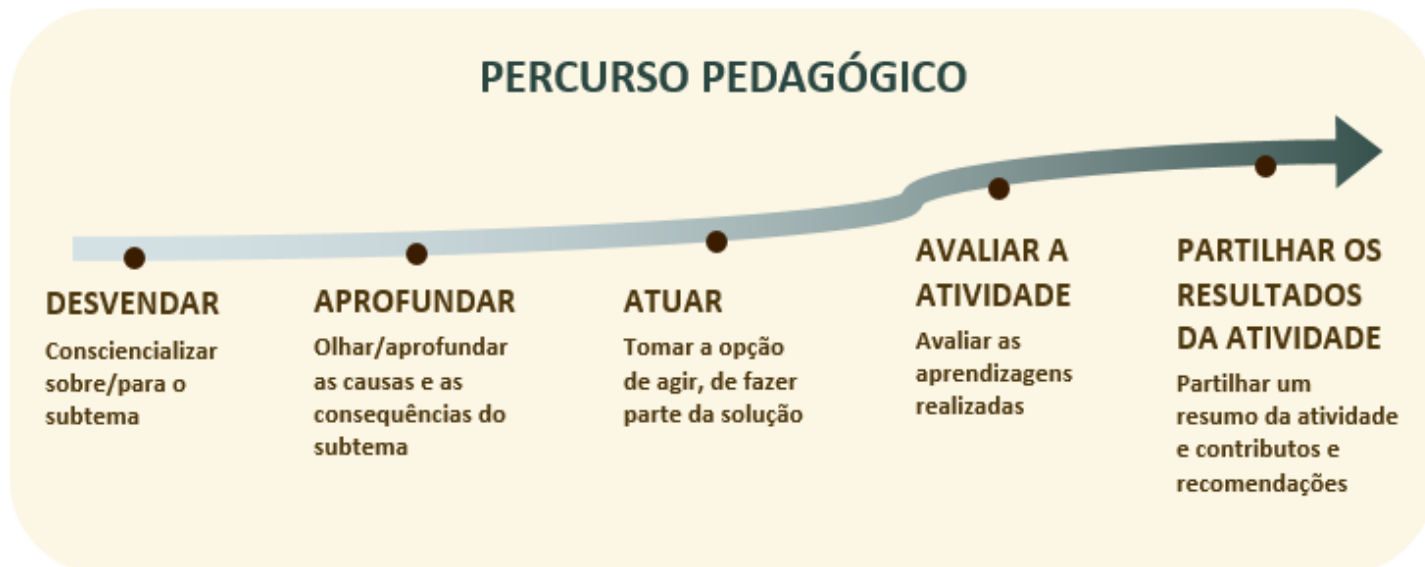 PERCURSO PEDAGÓGICO
DESVENDAR
Consciencializar
sobre/para o
subtema
APROFUNDAR
Olhar/aprofundar
as causas e as
consequências do
subtema
ATUAR
Tomar a opção
de agir, de fazer
parte da solução
AVALIAR A
ATIVIDADE
Avaliar as
aprendizagens
realizadas
PARTILHAR OS
RESULTADOS
DA ATIVIDADE
Partilhar um
resumo da atividade
e contributos e
recomendações